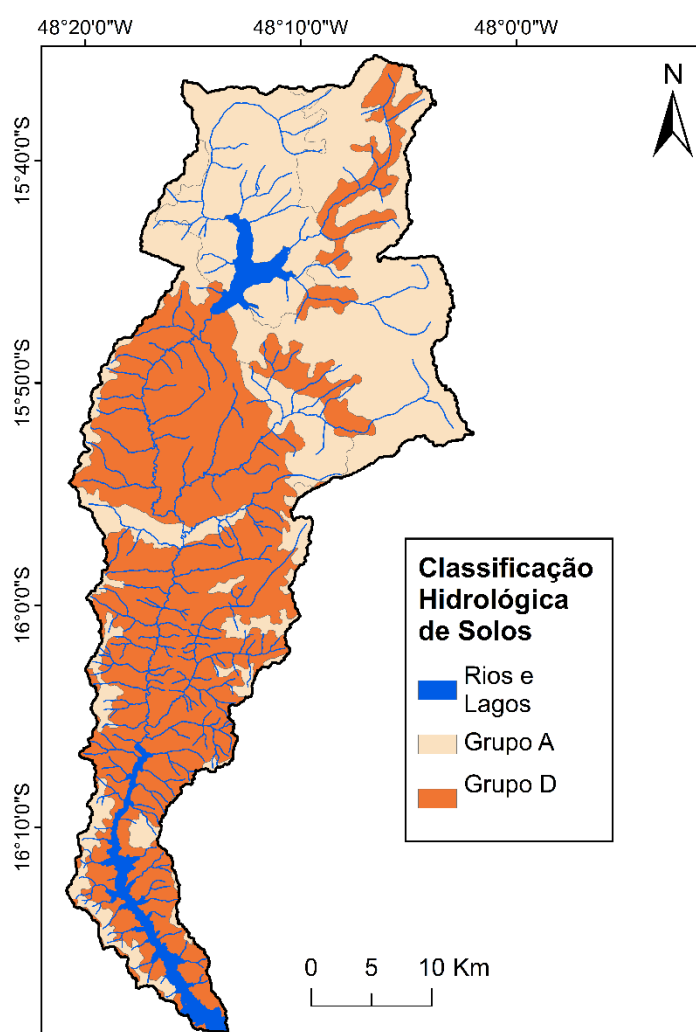 48°20'0"W 48°10'0"W 48°0'0"W
N
15°40'0"S
15°50'0"S
16°0'0"S
16°10'0"S
Classificação
Hidrológica
de Solos
Rios e
Lagos
Grupo A
Grupo D
0 5 10 Km